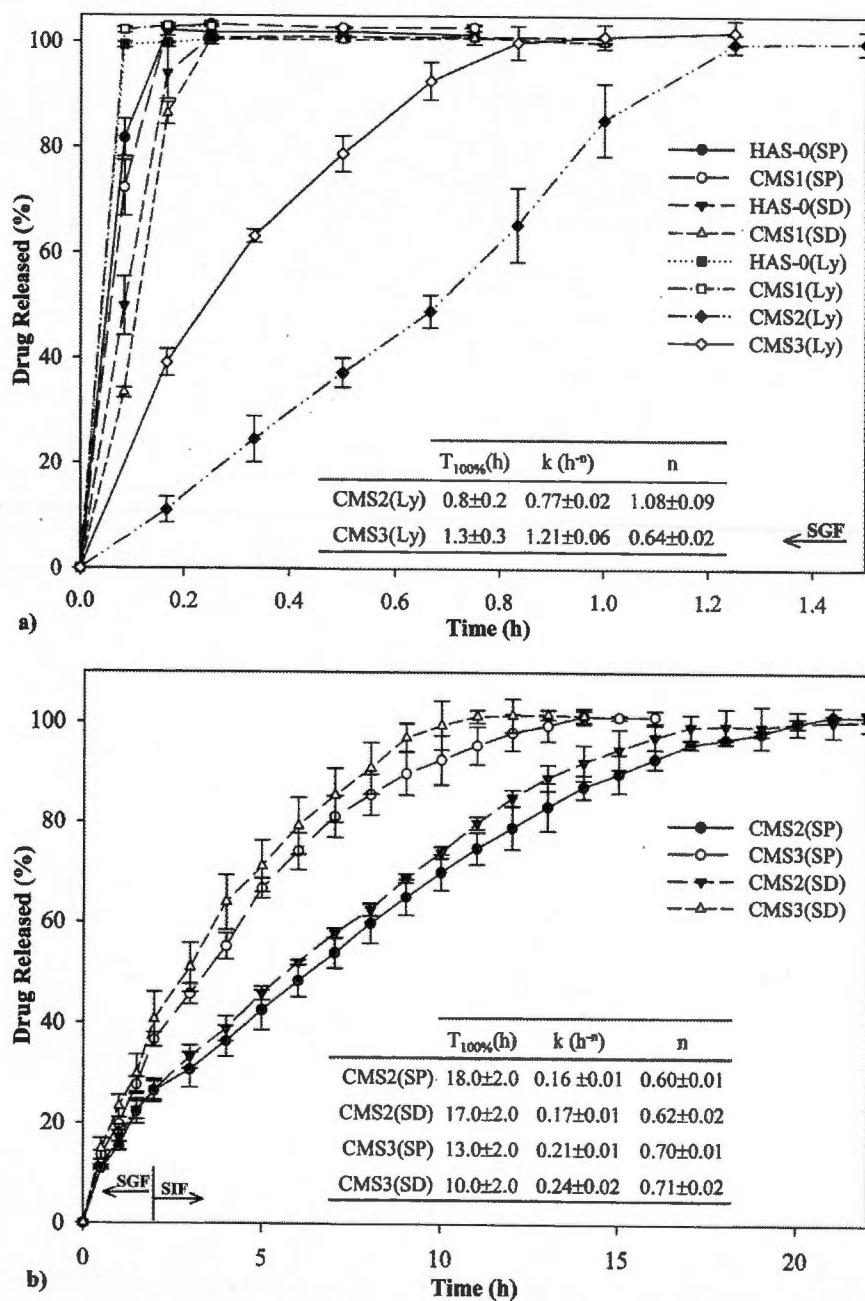 100
80
60
40
20
0
Drug Released (%)
HAS-0(SP)
CMS1(SP)
HAS-0(SD)
CMS1(SD)
HAS-0(Ly)
CMS1(Ly)
CMS2(Ly)
CMS3(Ly)
T100%(h) k (h⁻ⁿ) n
CMS2(Ly) 0.8±0.2 0.77±0.02 1.08±0.09
CMS3(Ly) 1.3±0.3 1.21±0.06 0.64±0.02
SGF
0.0 0.2 0.4 0.6 0.8 1.0 1.2 1.4
a) Time (h)
100
80
60
40
20
0
Drug Released (%)
CMS2(SP)
CMS3(SP)
CMS2(SD)
CMS3(SD)
T100%(h) k (h⁻ⁿ) n
CMS2(SP) 18.0±2.0 0.16 ±0.01 0.60±0.01
CMS2(SD) 17.0±2.0 0.17±0.01 0.62±0.02
CMS3(SP) 13.0±2.0 0.21±0.01 0.70±0.01
CMS3(SD) 10.0±2.0 0.24±0.02 0.71±0.02
SGF SIF
0 5 10 15 20
b) Time (h)